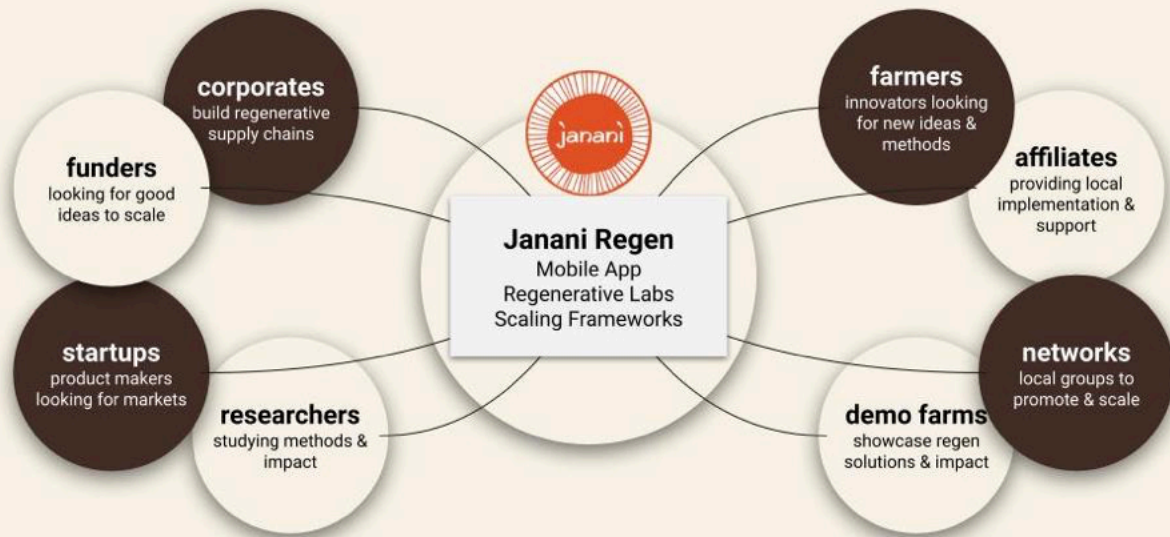 corporates
build regenerative
supply chains
funders
looking for good
ideas to scale
startups
product makers
looking for markets
researchers
studying methods &
impact
janani
Janani Regen
Mobile App
Regenerative Labs
Scaling Frameworks
farmers
innovators looking
for new ideas &
methods
affiliates
providing local
implementation &
support
networks
local groups to
promote & scale
demo farms
showcase regen
solutions & impact